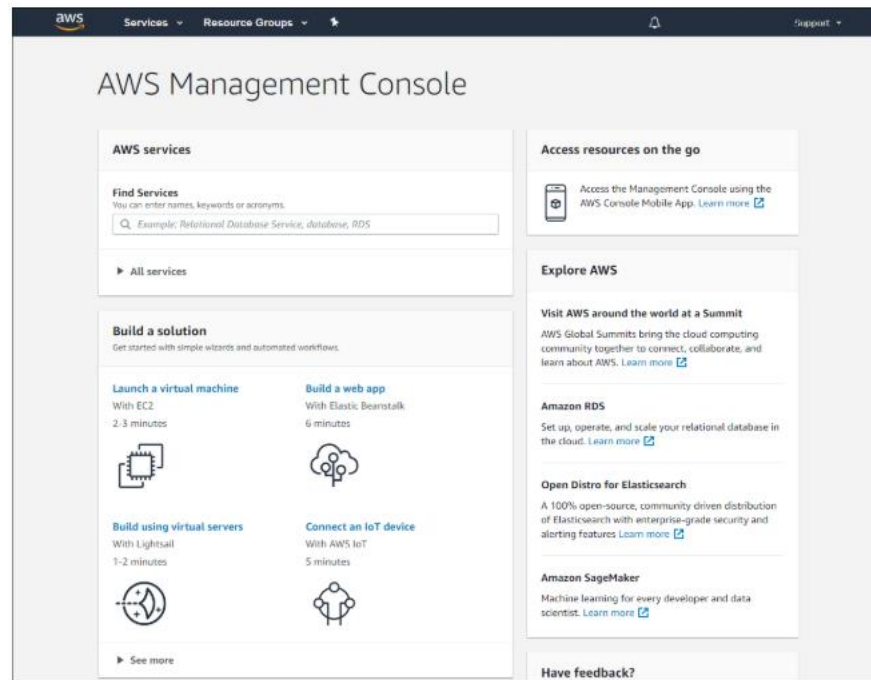 aws
Services
Resource Groups
Support
AWS Management Console
AWS services
Find Services
You can enter names, keywords or acronyms.
Example: Relational Database Service, database, RDS
All services
Build a solution
Get started with simple wizards and automated workflows.
Launch a virtual machine
With EC2
2-3 minutes
Build a web app
With Elastic Beanstalk
6 minutes
Build using virtual servers
With Lightsail
1-2 minutes
Connect an IoT device
With AWS IoT
5 minutes
See more
Access resources on the go
Access the Management Console using the
AWS Console Mobile App. Learn more
Explore AWS
Visit AWS around the world at a Summit
AWS Global Summits bring the cloud computing
community together to connect, collaborate, and
learn about AWS. Learn more
Amazon RDS
Set up, operate, and scale your relational database in
the cloud. Learn more
Open Distro for Elasticsearch
A 100% open-source, community driven distribution
of Elasticsearch with enterprise-grade security and
alerting features Learn more
Amazon SageMaker
Machine learning for every developer and data
scientist. Learn more
Have feedback?